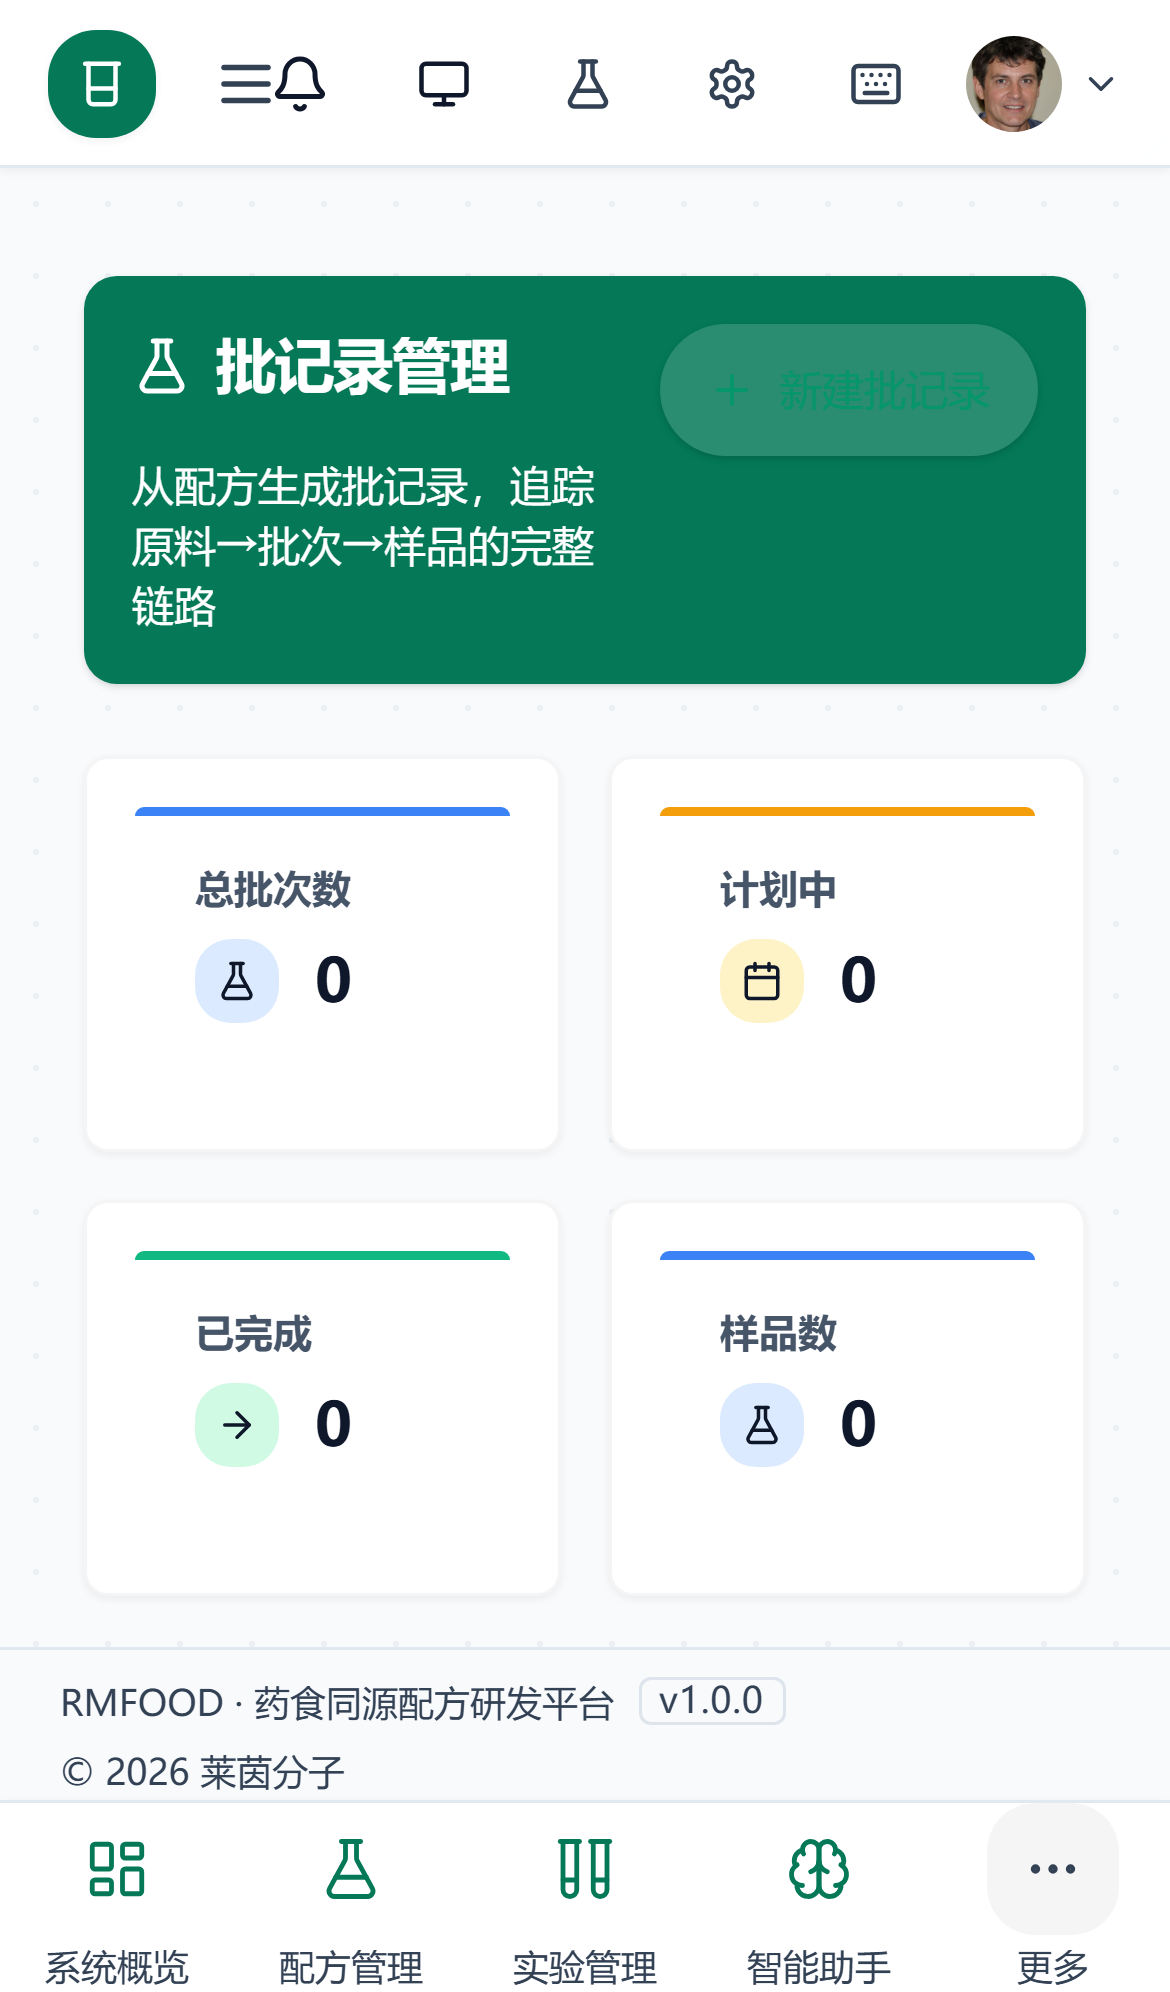 批记录管理
新建批记录
从配方生成批记录，追踪
原料→批次→样品的完整
链路
总批次数
0
计划中
0
已完成
0
样品数
0
RMFOOD · 药食同源配方研发平台 v1.0.0
© 2026 莱茵分子
系统概览
配方管理
实验管理
智能助手
更多